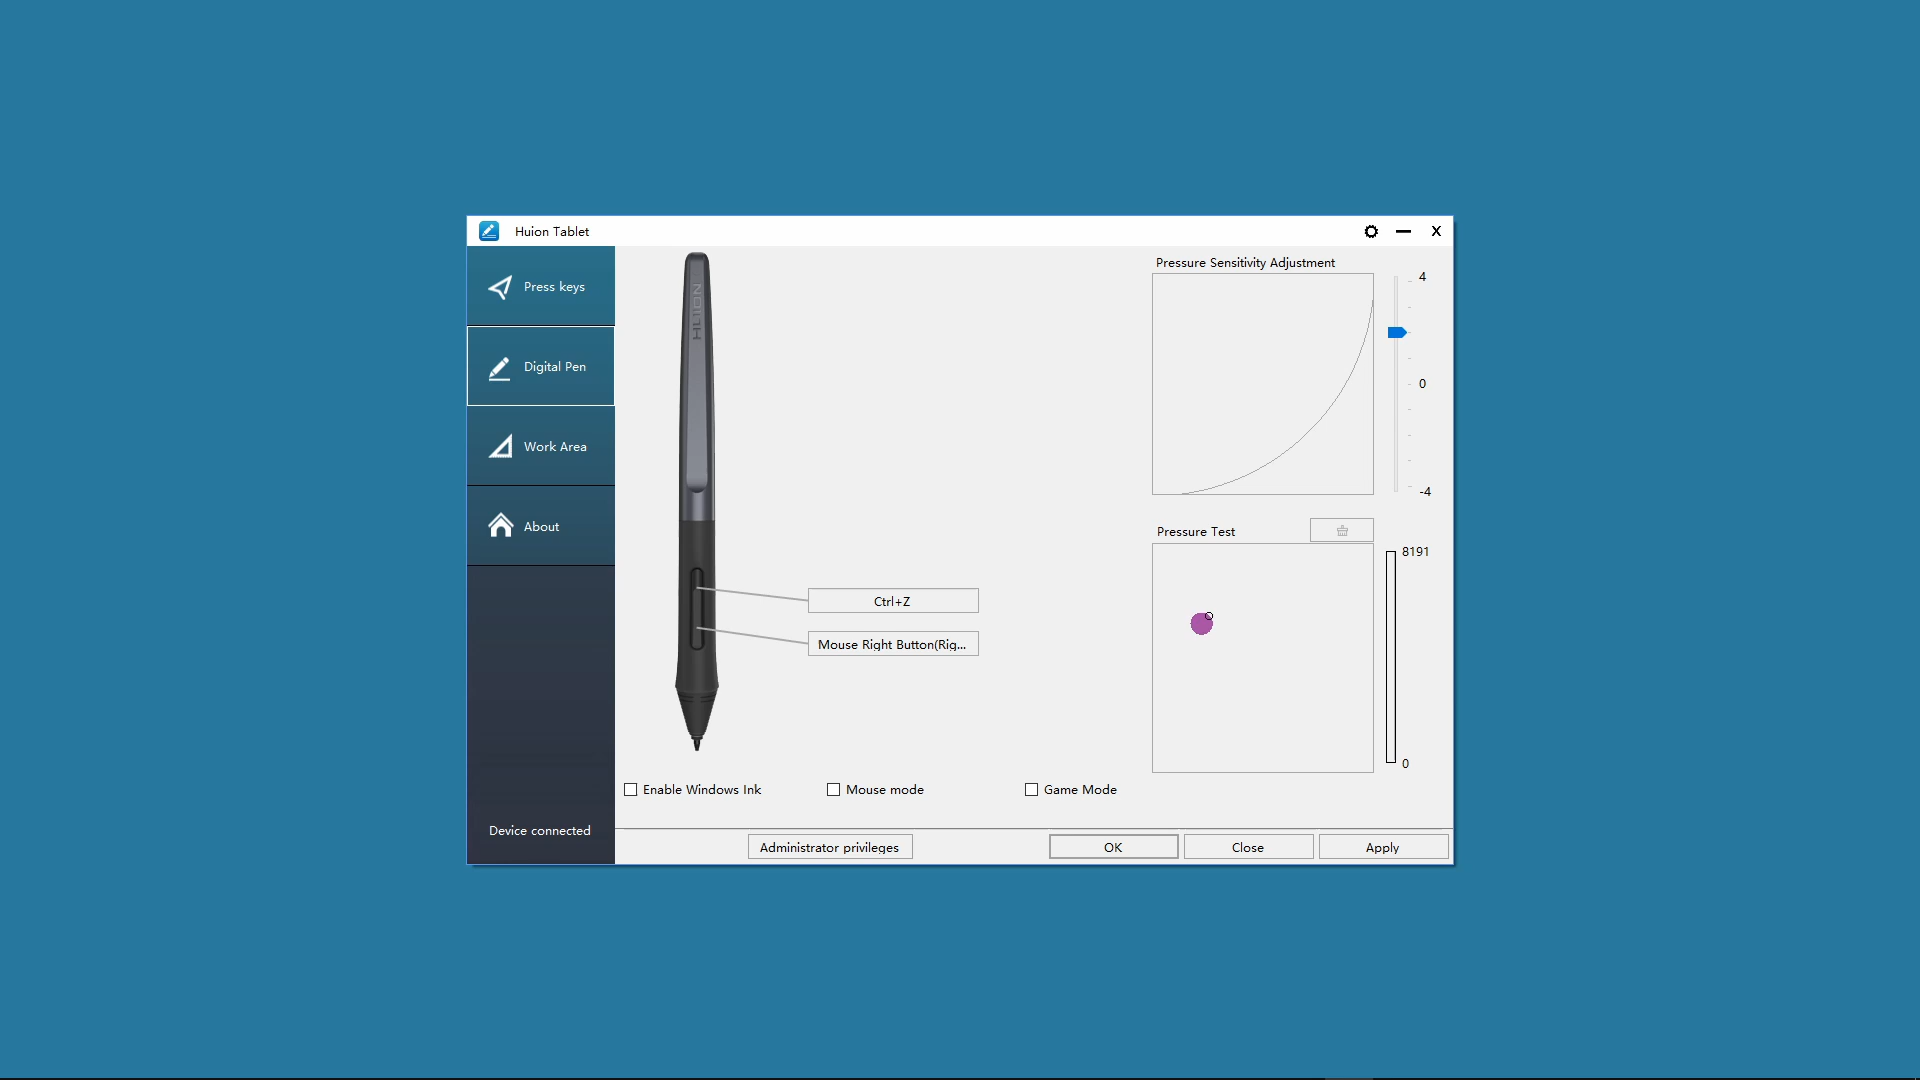 Huion Tablet
X
Press keys
Digital Pen
Work Area
About
Device connected
HUION
Ctrl+Z
Mouse Right Button(Rig...
Enable Windows Ink
Mouse mode
Game Mode
Pressure Sensitivity Adjustment
4
0
-4
Pressure Test
8191
0
Administrator privileges
OK
Close
Apply